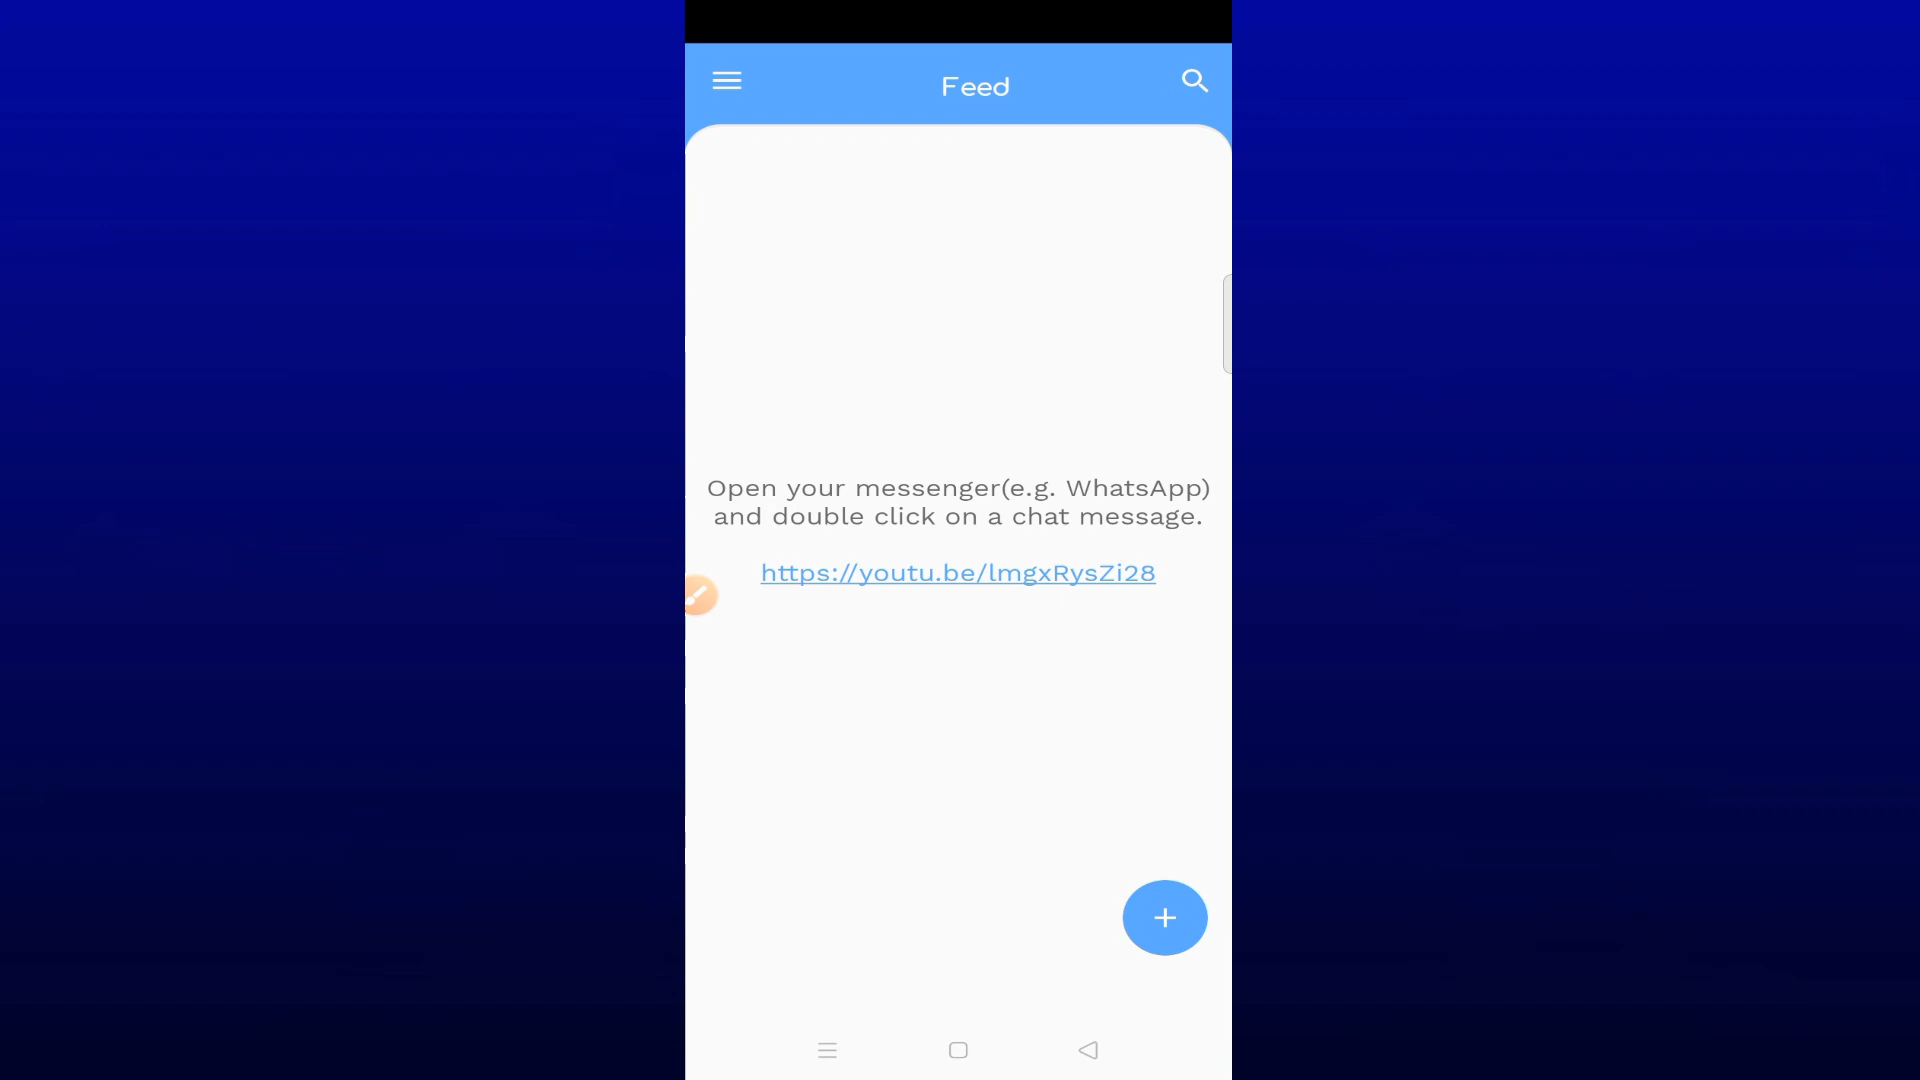 Feed
Open your messenger(e.g. WhatsApp)
and double click on a chat message.
https://youtu.be/lmgxRysZi28